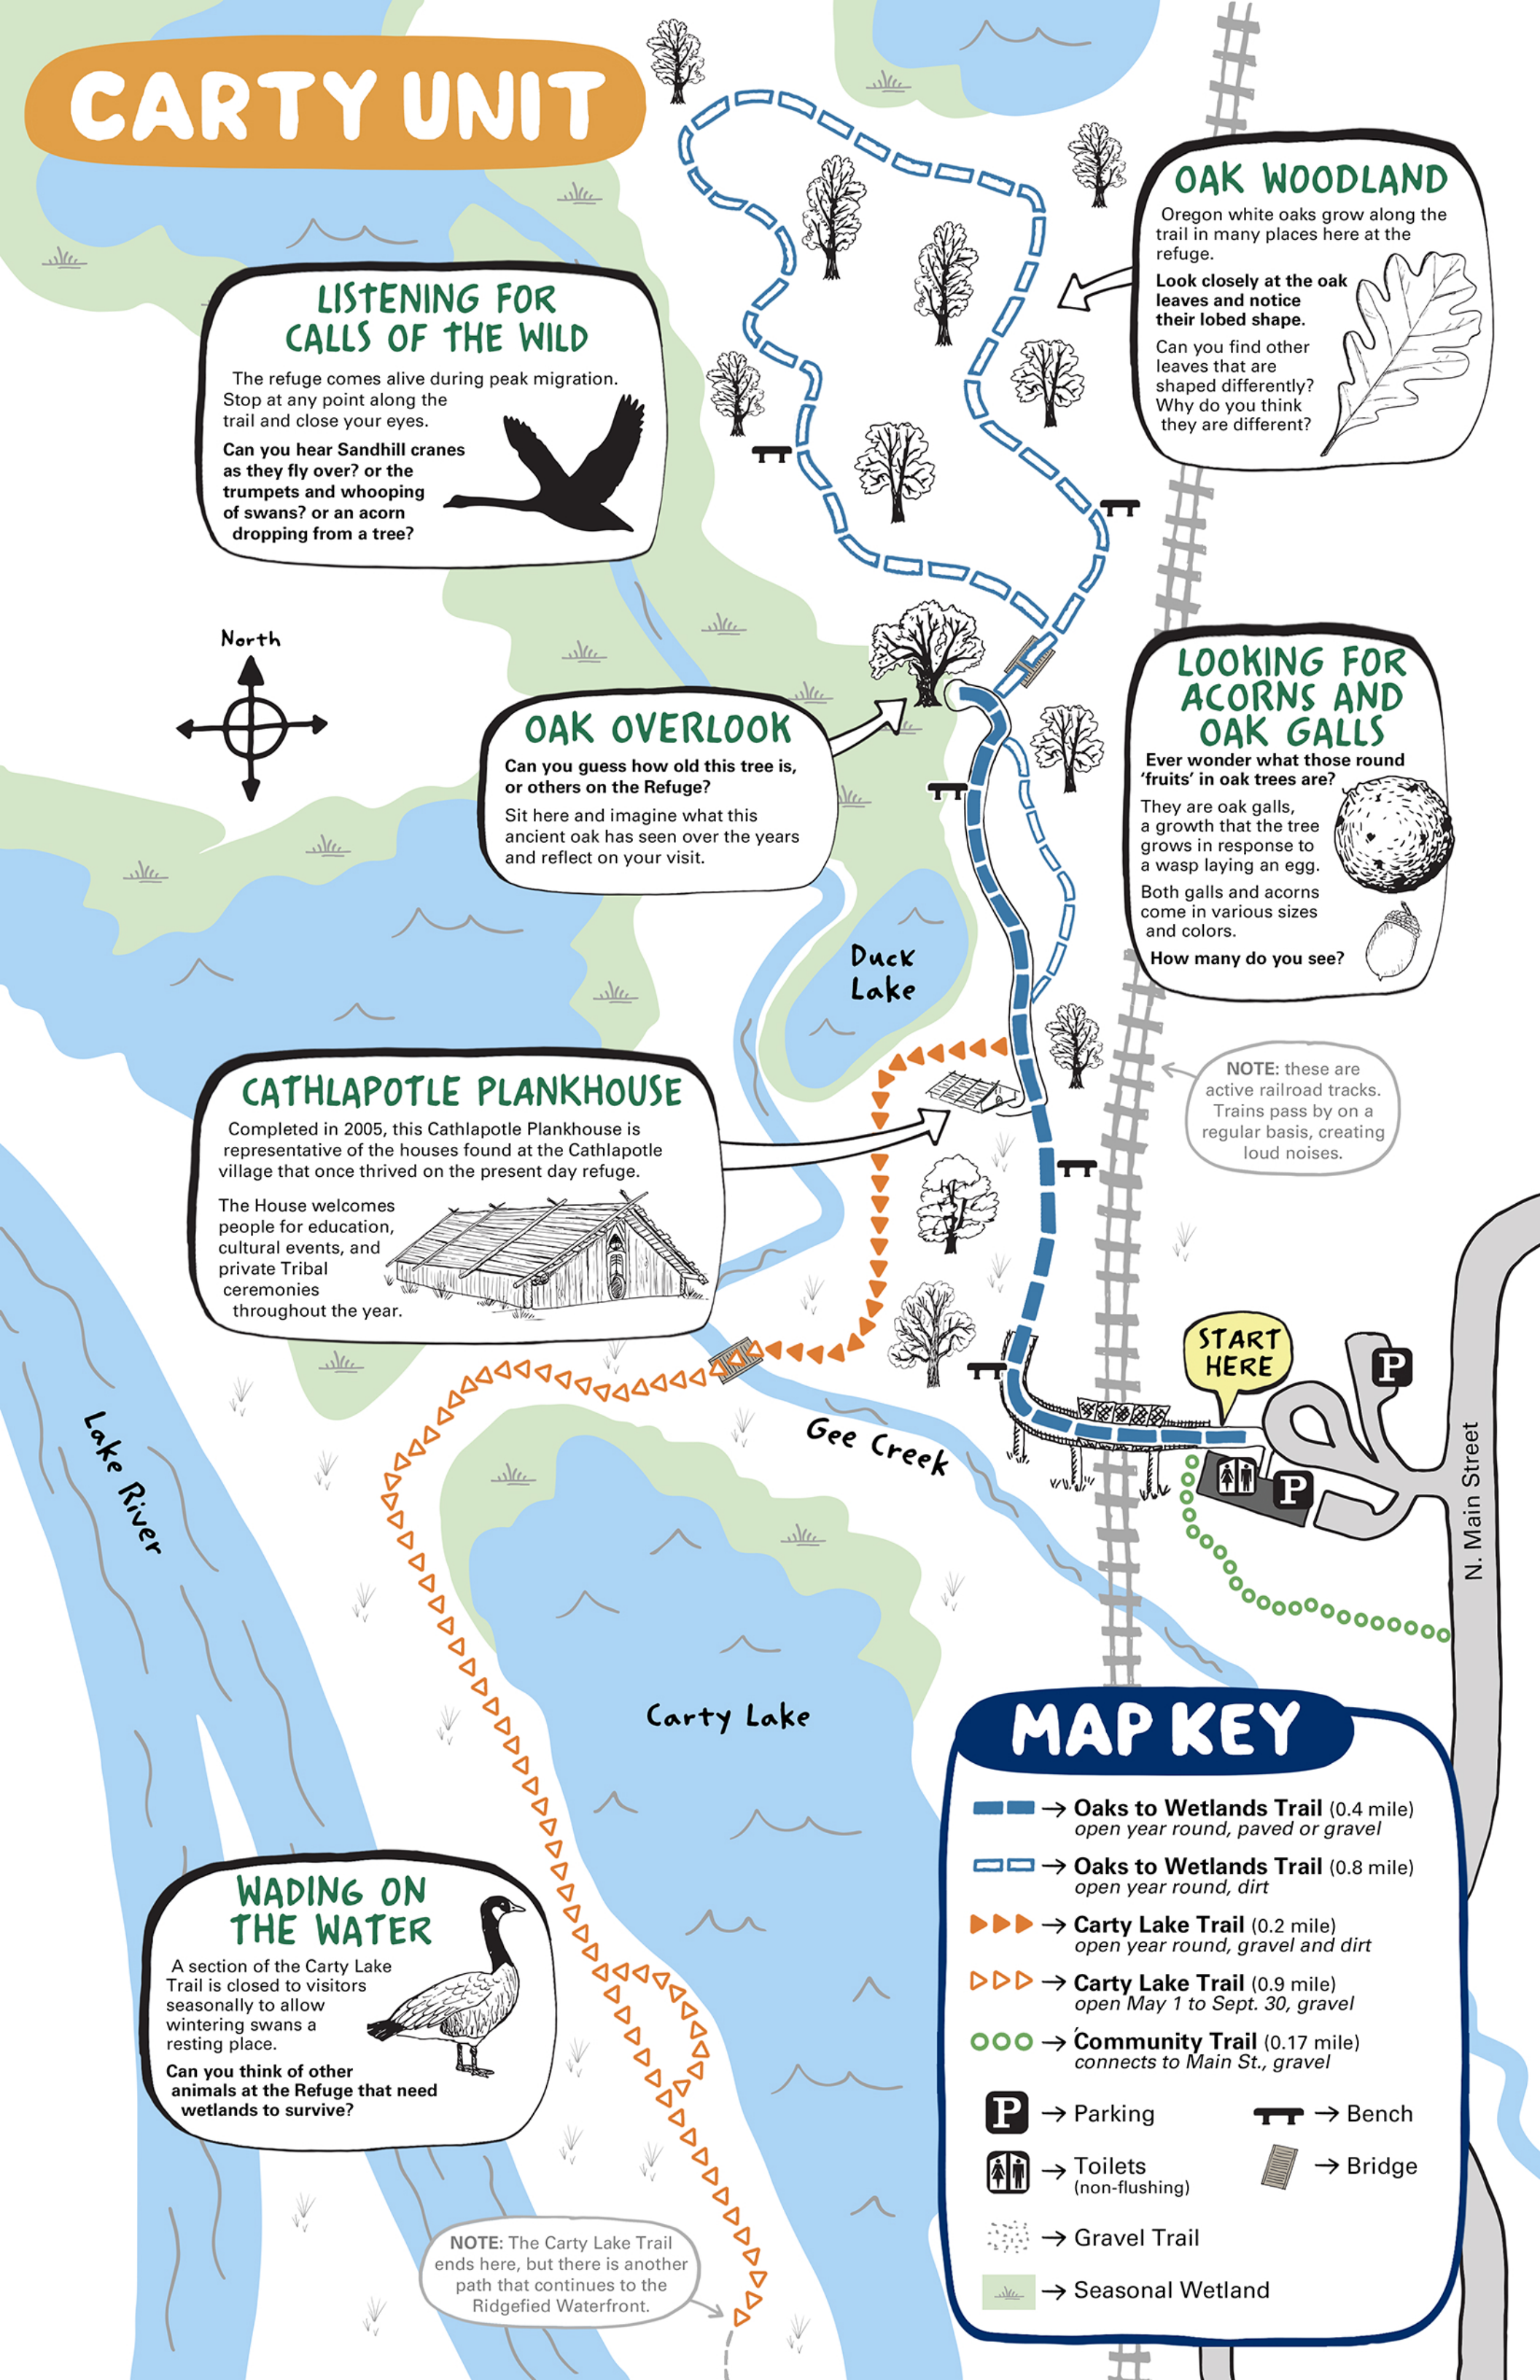 CARTY UNIT
OAK WOODLAND
Oregon white oaks grow along the
trail in many places here at the
refuge.
Look closely at the oak
leaves and notice
their lobed shape.
Can you find other
leaves that are
shaped differently?
Why do you think
they are different?
LISTENING FOR
CALLS OF THE WILD
The refuge comes alive during peak migration.
Stop at any point along the
trail and close your eyes.
Can you hear Sandhill cranes
as they fly over? or the
trumpets and whooping
of swans? or an acorn
dropping from a tree?
North
LOOKING FOR
ACORNS AND
OAK GALLS
Ever wonder what those round
'fruits' in oak trees are?
They are oak galls,
a growth that the tree
grows in response to
a wasp laying an egg.
Both galls and acorns
come in various sizes
and colors.
How many do you see?
OAK OVERLOOK
Can you guess how old this tree is,
or others on the Refuge?
Sit here and imagine what this
ancient oak has seen over the years
and reflect on your visit.
Duck
Lake
NOTE: these are
active railroad tracks.
Trains pass by on a
regular basis, creating
loud noises.
CATHLAPOTLE PLANKHOUSE
Completed in 2005, this Cathlapotle Plankhouse is
representative of the houses found at the Cathlapotle
village that once thrived on the present day refuge.
The House welcomes
people for education,
cultural events, and
private Tribal
ceremonies
throughout the year.
START
HERE
P
P
Gee Creek
Lake River
N. Main Street
Carty Lake
WADING ON
THE WATER
A section of the Carty Lake
Trail is closed to visitors
seasonally to allow
wintering swans a
resting place.
Can you think of other
animals at the Refuge that need
wetlands to survive?
NOTE: The Carty Lake Trail
ends here, but there is another
path that continues to the
Ridgefied Waterfront.
MAP KEY
Oaks to Wetlands Trail (0.4 mile)
open year round, paved or gravel
Oaks to Wetlands Trail (0.8 mile)
open year round, dirt
Carty Lake Trail (0.2 mile)
open year round, gravel and dirt
Carty Lake Trail (0.9 mile)
open May 1 to Sept. 30, gravel
Community Trail (0.17 mile)
connects to Main St., gravel
P Parking
Bench
Toilets
(non-flushing)
Bridge
Gravel Trail
Seasonal Wetland